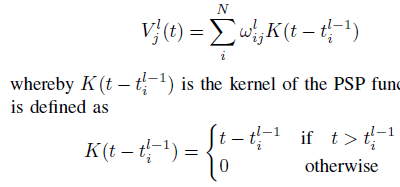 V_j^l(t) = \sum_i^N \omega_{ij}^l K(t - t_i^{l-1})
whereby K(t - t_i^{l-1}) is the kernel of the PSP
is defined as
K(t - t_i^{l-1}) = \begin{cases} t - t_i^{l-1} & \text{if } t > t_i^{l-1} \\ 0 & \text{otherwise} \end{cases}